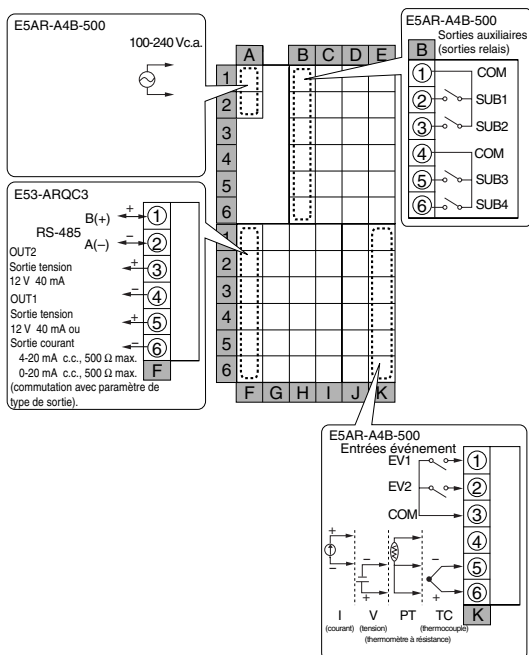 E5AR-A4B-500
100-240 Vc.a.
A B C D E
1
2
3
4
5
6
1
2
3
4
5
6
F G H I J K
E5AR-A4B-500
Sorties auxiliaires
(sorties relais)
B
1 COM
2 SUB1
3 SUB2
4 COM
5 SUB3
6 SUB4
E53-ARQC3
RS-485
B(+) + 1
A(−) − 2
OUT2
Sortie tension
12 V 40 mA
+ 3
− 4
OUT1
Sortie tension
12 V 40 mA ou
Sortie courant
+ 5
− 6
4-20 mA c.c., 500 Ω max.
0-20 mA c.c., 500 Ω max.
(commutation avec paramètre de
type de sortie).
F
E5AR-A4B-500
Entrées événement
EV1 1
EV2 2
COM 3
4
5
6
+ − − + − +
I V PT TC K
(courant) (tension) (thermocouple)
(thermomètre à résistance)